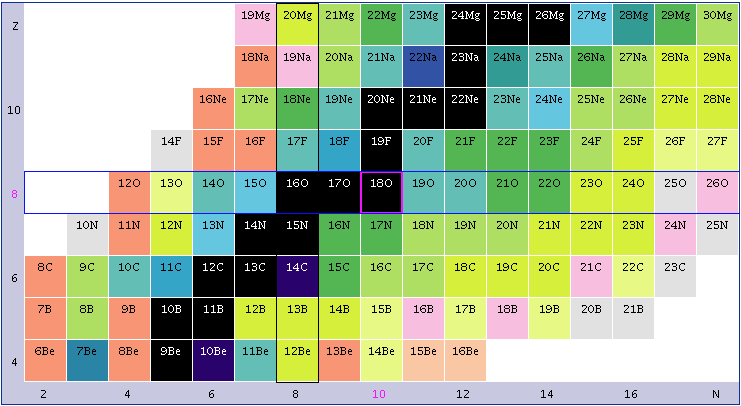 Z 19Mg 20Mg 21Mg 22Mg 23Mg 24Mg 25Mg 26Mg 27Mg 28Mg 29Mg 30Mg
18Na 19Na 20Na 21Na 22Na 23Na 24Na 25Na 26Na 27Na 28Na 29Na
10 16Ne 17Ne 18Ne 19Ne 20Ne 21Ne 22Ne 23Ne 24Ne 25Ne 26Ne 27Ne 28Ne
14F 15F 16F 17F 18F 19F 20F 21F 22F 23F 24F 25F 26F 27F
8 12O 13O 14O 15O 16O 17O 18O 19O 20O 21O 22O 23O 24O 25O 26O
10N 11N 12N 13N 14N 15N 16N 17N 18N 19N 20N 21N 22N 23N 24N 25N
6 8C 9C 10C 11C 12C 13C 14C 15C 16C 17C 18C 19C 20C 21C 22C 23C
7B 8B 9B 10B 11B 12B 13B 14B 15B 16B 17B 18B 19B 20B 21B
4 6Be 7Be 8Be 9Be 10Be 11Be 12Be 13Be 14Be 15Be 16Be
2 4 6 8 10 12 14 16 N